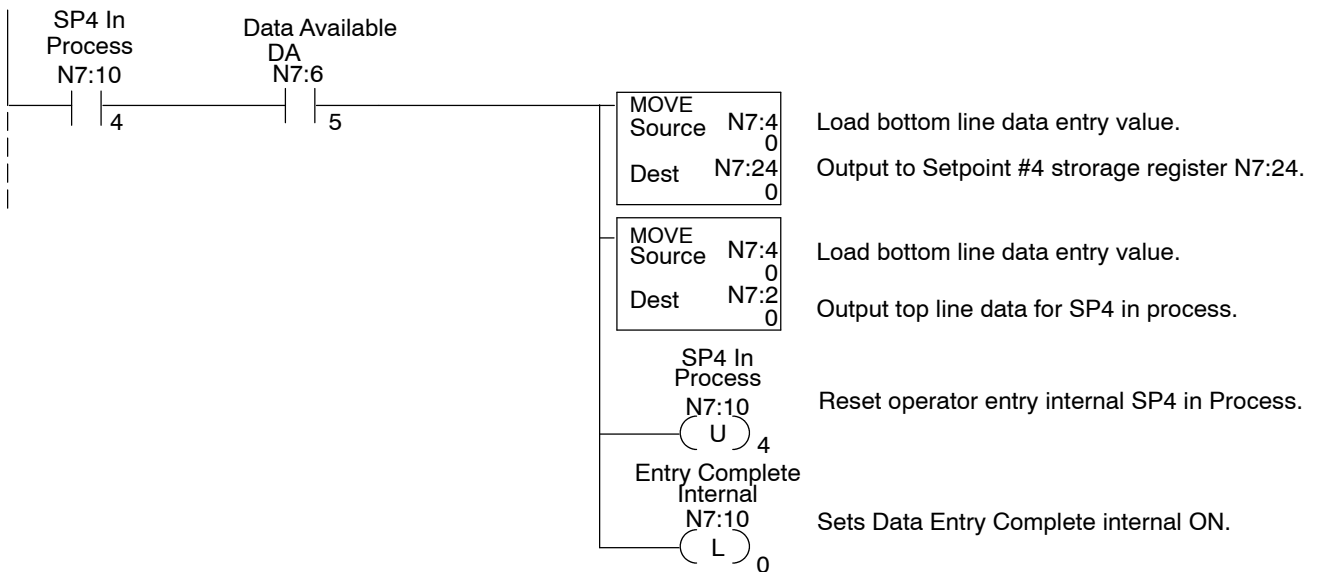 SP4 In
Process
N7:10
4
Data Available
DA
N7:6
5
MOVE
Source N7:4
0
Dest N7:24
0
Load bottom line data entry value.
Output to Setpoint #4 strorage register N7:24.
MOVE
Source N7:4
0
Dest N7:2
0
Load bottom line data entry value.
Output top line data for SP4 in process.
SP4 In
Process
N7:10
U
4
Reset operator entry internal SP4 in Process.
Entry Complete
Internal
N7:10
L
0
Sets Data Entry Complete internal ON.